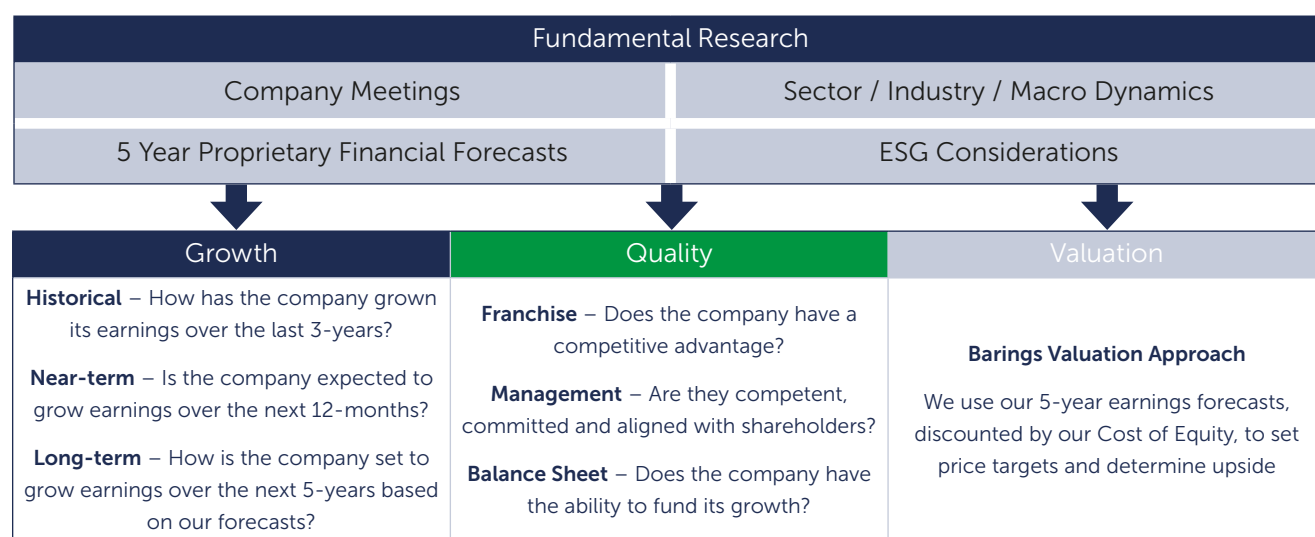 Fundamental Research
Company Meetings
Sector / Industry / Macro Dynamics
5 Year Proprietary Financial Forecasts
ESG Considerations
Growth
Historical – How has the company grown
its earnings over the last 3-years?
Near-term – Is the company expected to
grow earnings over the next 12-months?
Long-term – How is the company set to
grow earnings over the next 5-years based
on our forecasts?
Quality
Franchise – Does the company have a
competitive advantage?
Management – Are they competent,
committed and aligned with shareholders?
Balance Sheet – Does the company have
the ability to fund its growth?
Valuation
Barings Valuation Approach
We use our 5-year earnings forecasts,
discounted by our Cost of Equity, to set
price targets and determine upside